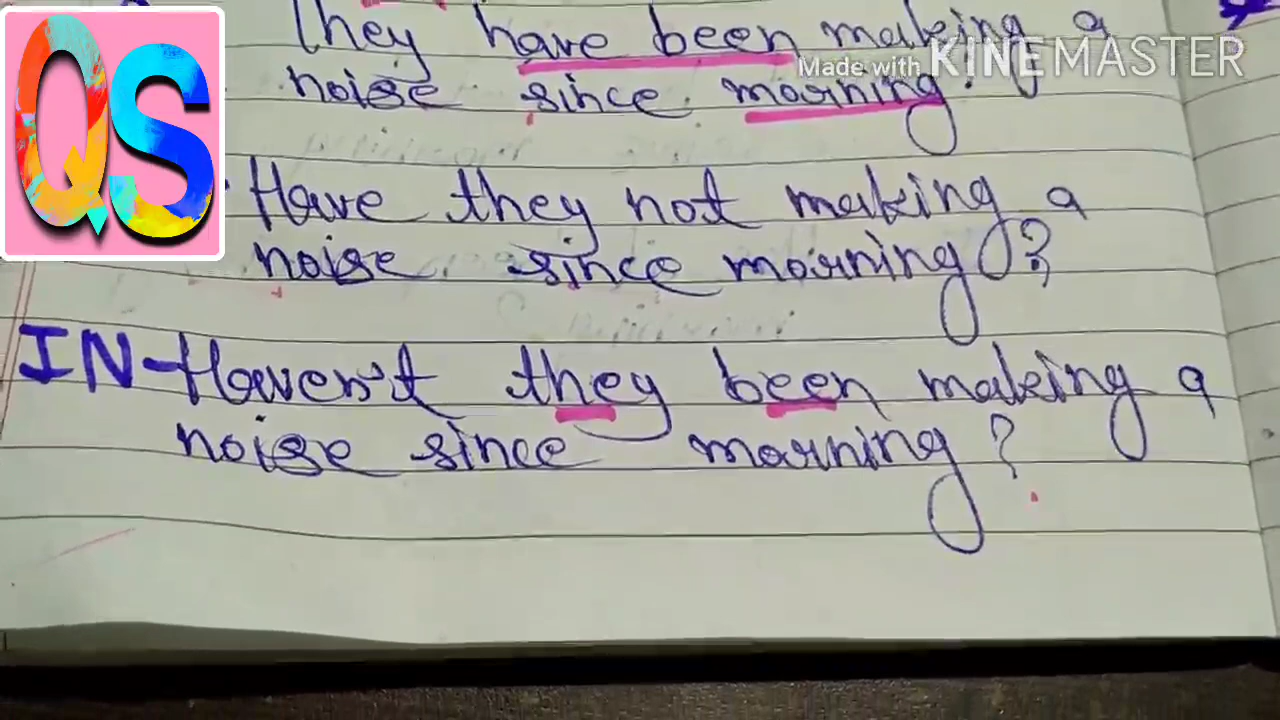 QS
They have been making a
Made with KINEMASTER
noise since morning.
Have they not making a
noise since morning?
IN-Haven't they been making a
noise since morning?